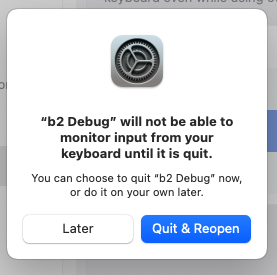 keyboard even while using o
“b2 Debug” will not be able to
monitor input from your
keyboard until it is quit.
You can choose to quit “b2 Debug” now,
or do it on your own later.
Later
Quit & Reopen